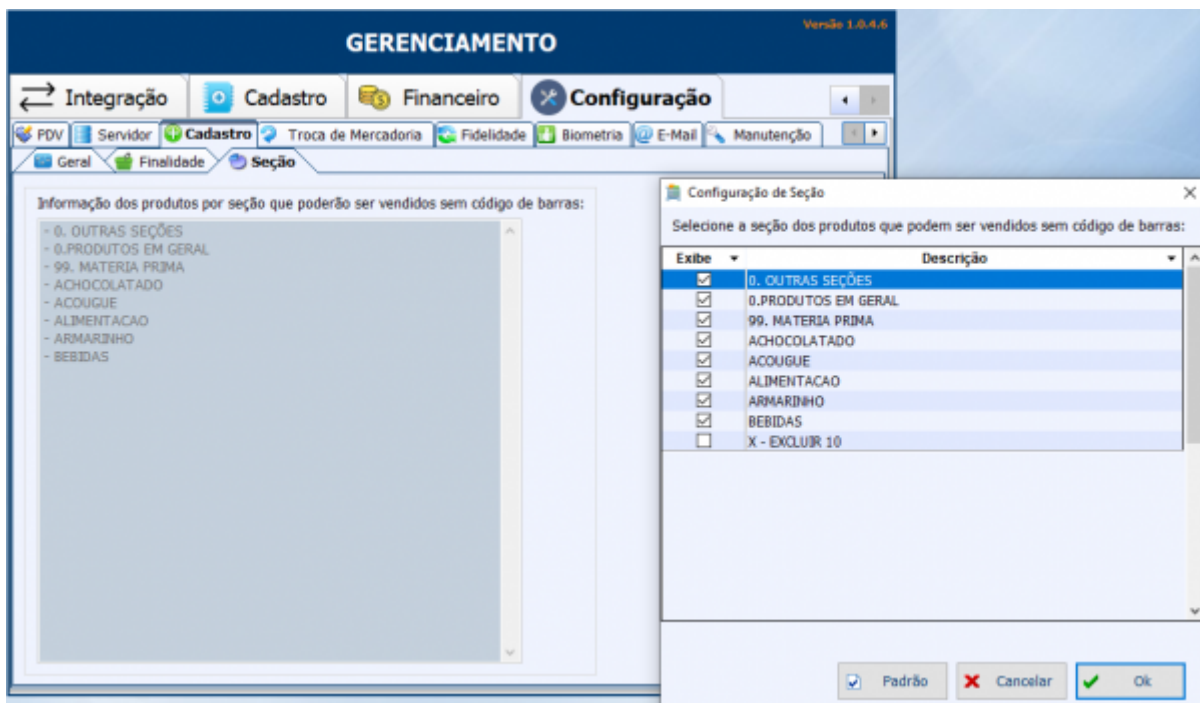 Versão 1.0.4.6
GERENCIAMENTO
Integração Cadastro Financeiro Configuração
PDV Servidor Cadastro Troca de Mercadoria Fidelidade Biometria E-Mail Manutenção
Geral Finalidade Seção
Informação dos produtos por seção que poderão ser vendidos sem código de barras:
- 0. OUTRAS SEÇÕES
- 0.PRODUTOS EM GERAL
- 99. MATERIA PRIMA
- ACHOCOLATADO
- ACOUGUE
- ALIMENTACAO
- ARMARINHO
- BEBIDAS
Configuração de Seção
Selecione a seção dos produtos que podem ser vendidos sem código de barras:
Exibe Descrição
0. OUTRAS SEÇÕES
0.PRODUTOS EM GERAL
99. MATERIA PRIMA
ACHOCOLATADO
ACOUGUE
ALIMENTACAO
ARMARINHO
BEBIDAS
X - EXCLUIR 10
Padrão Cancelar Ok